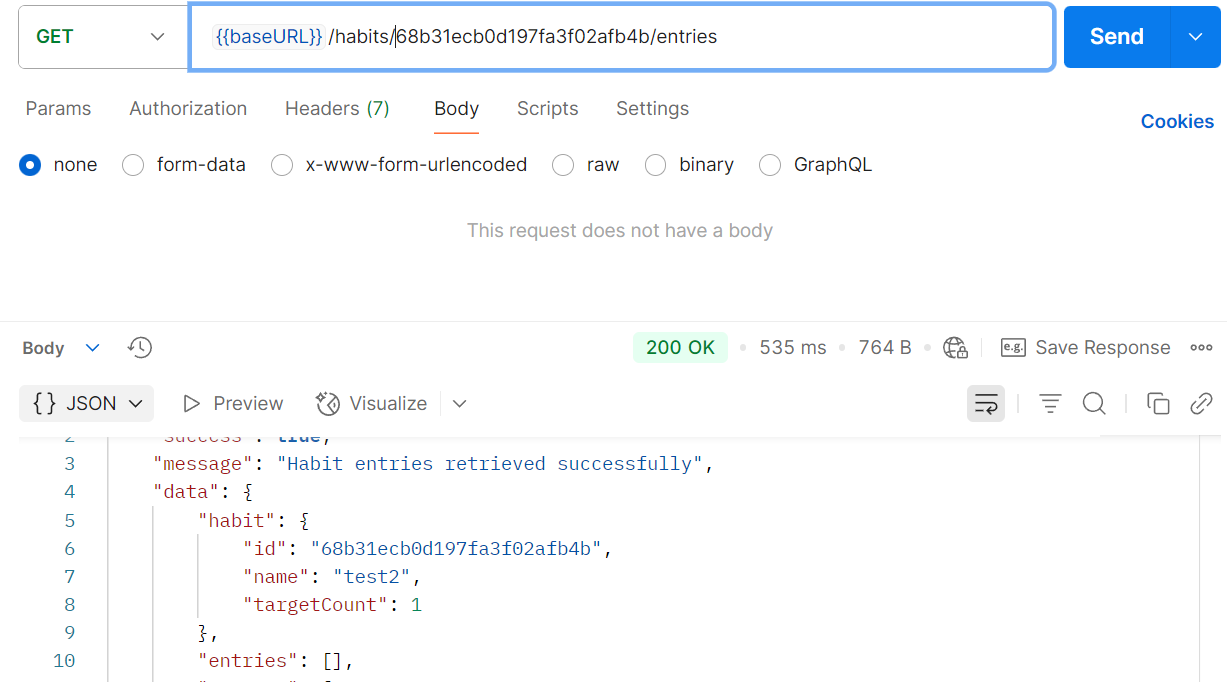 GET {{baseURL}} /habits/68b31ecb0d197fa3f02afb4b/entries Send
Params Authorization Headers (7) Body Scripts Settings Cookies
none form-data x-www-form-urlencoded raw binary GraphQL
This request does not have a body
Body 200 OK 535 ms 764 B e.g. Save Response
{ } JSON Preview Visualize
2 "success": true,
3 "message": "Habit entries retrieved successfully",
4 "data": {
5 "habit": {
6 "id": "68b31ecb0d197fa3f02afb4b",
7 "name": "test2",
8 "targetCount": 1
9 },
10 "entries": [],